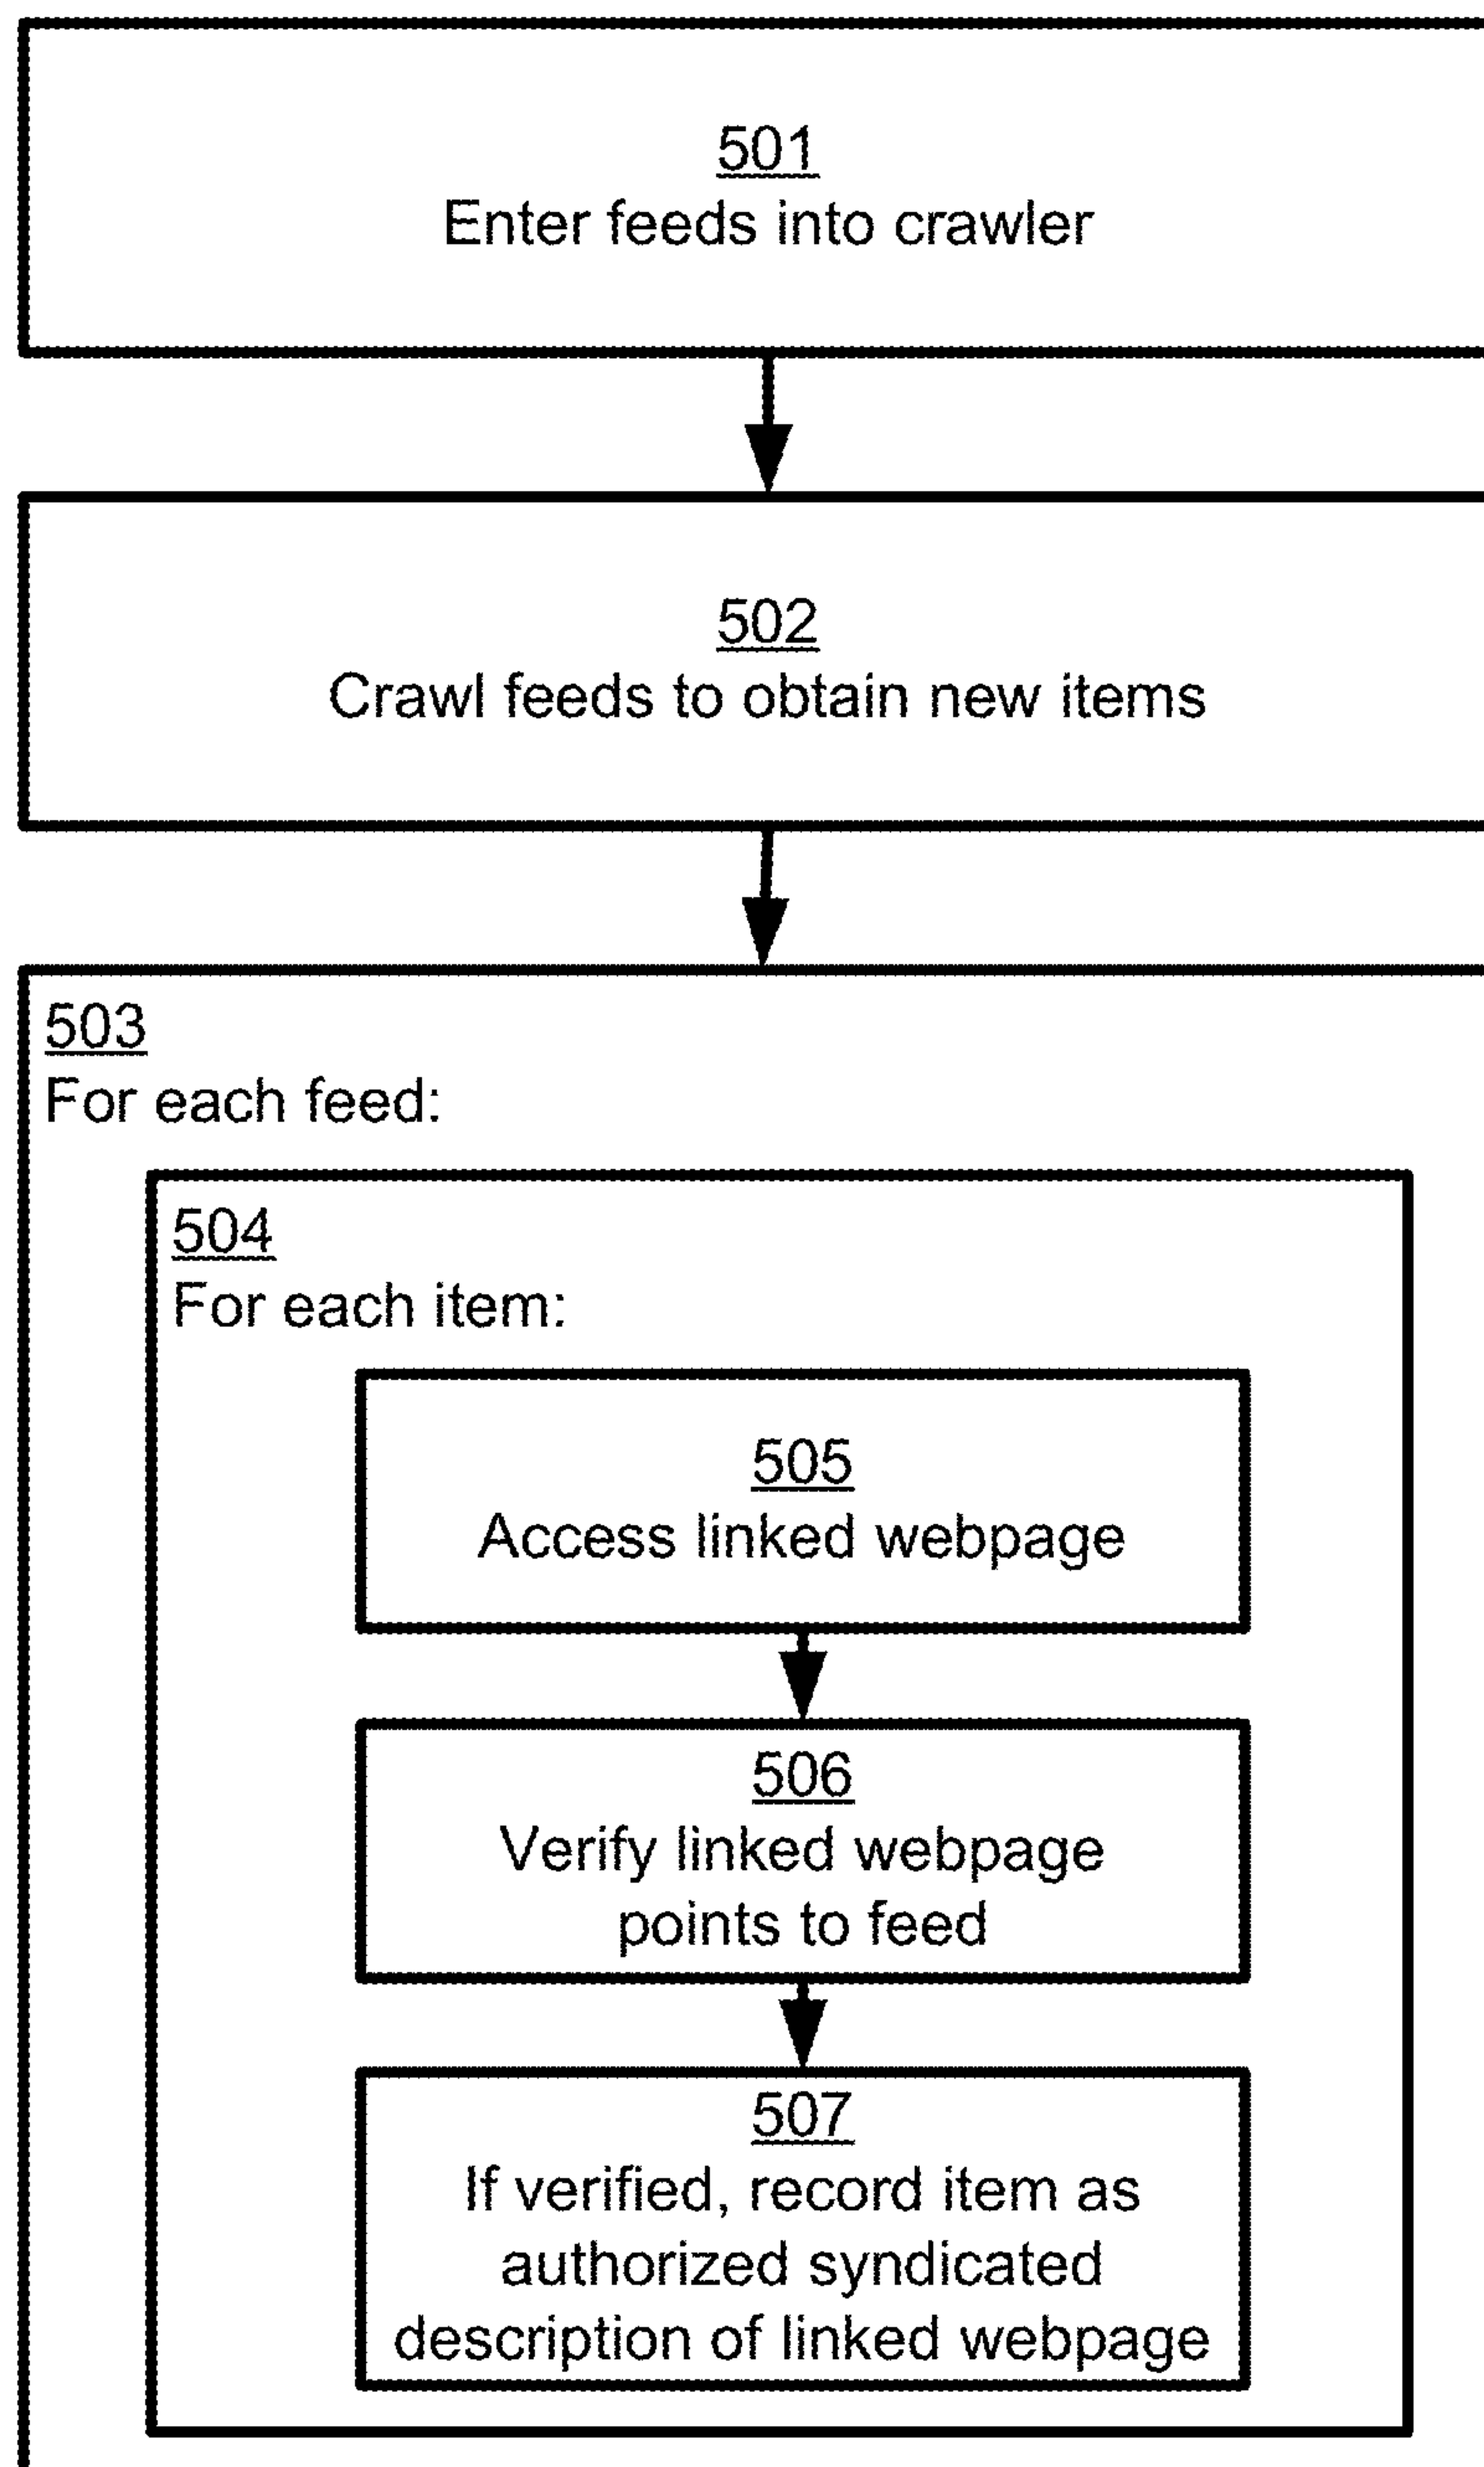 501
Enter feeds into crawler
502
Crawl feeds to obtain new items
503
For each feed:
504
For each item:
505
Access linked webpage
506
Verify linked webpage
points to feed
507
If verified, record item as
authorized syndicated
description of linked webpage